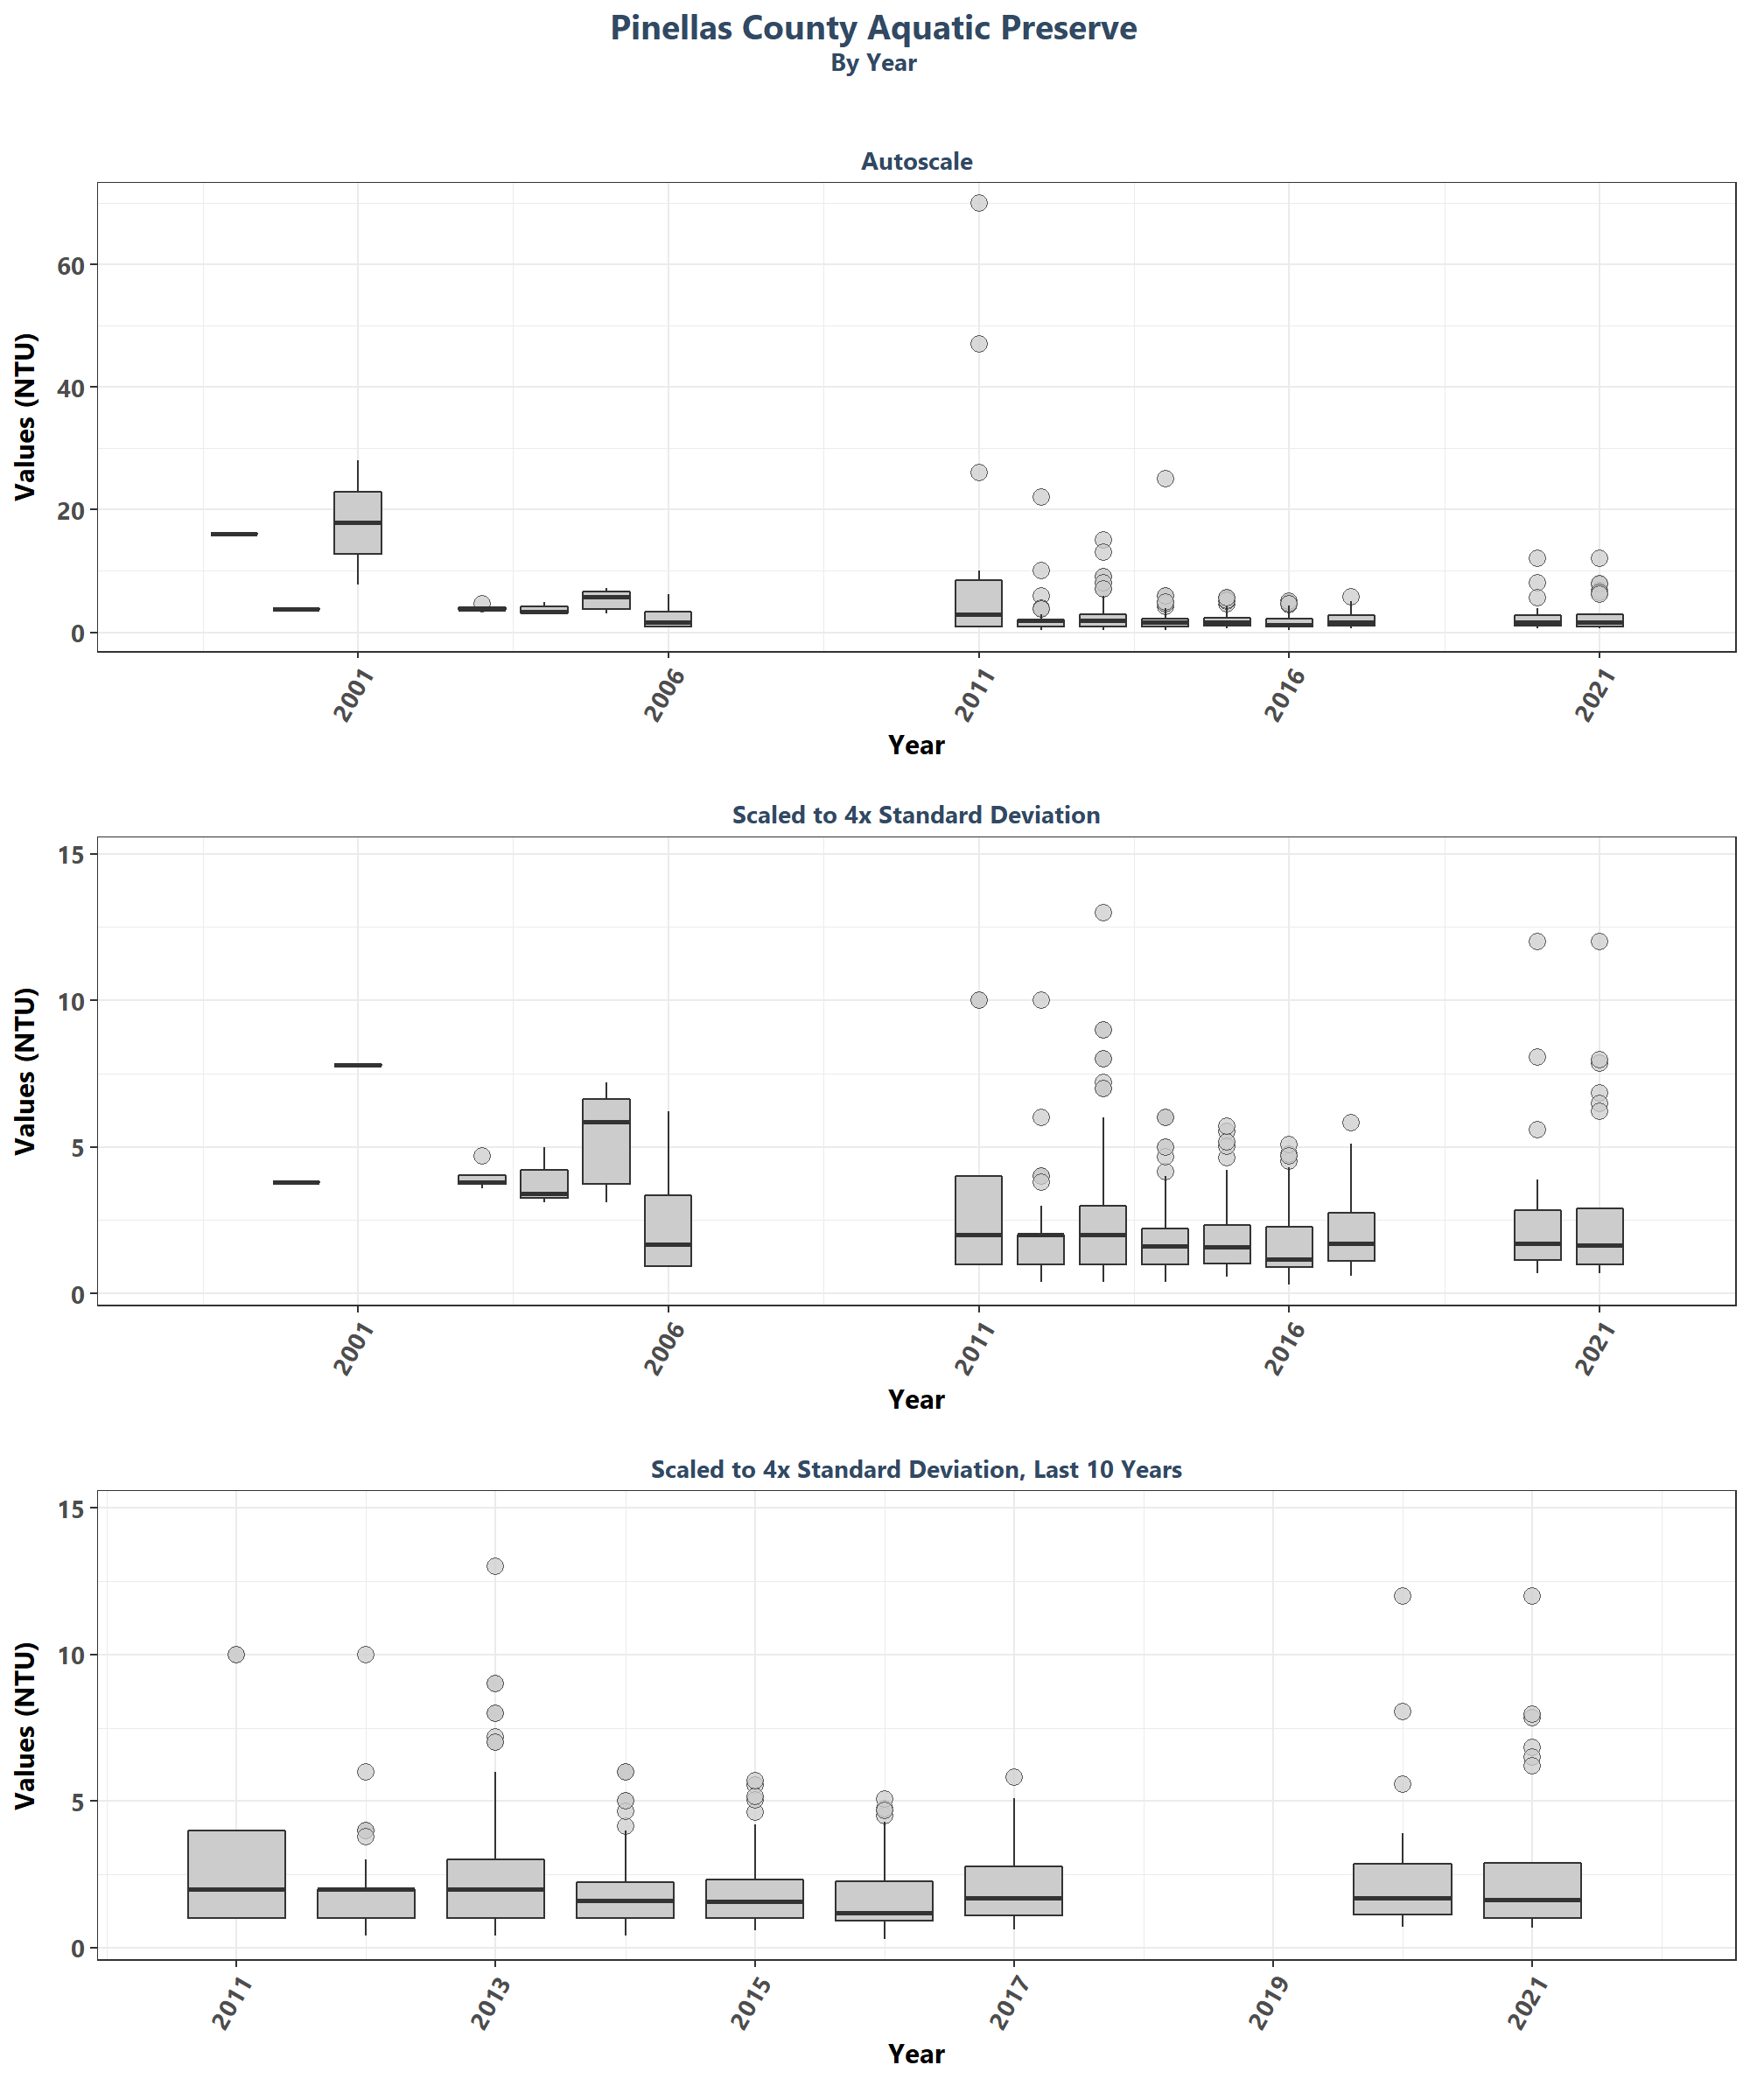 Pinellas County Aquatic Preserve
By Year
Autoscale
Values (NTU)
60
40
20
0
2001
2006
2011
2016
2021
Year
Scaled to 4x Standard Deviation
Values (NTU)
15
10
5
0
2001
2006
2011
2016
2021
Year
Scaled to 4x Standard Deviation, Last 10 Years
Values (NTU)
15
10
5
0
2011
2013
2015
2017
2019
2021
Year